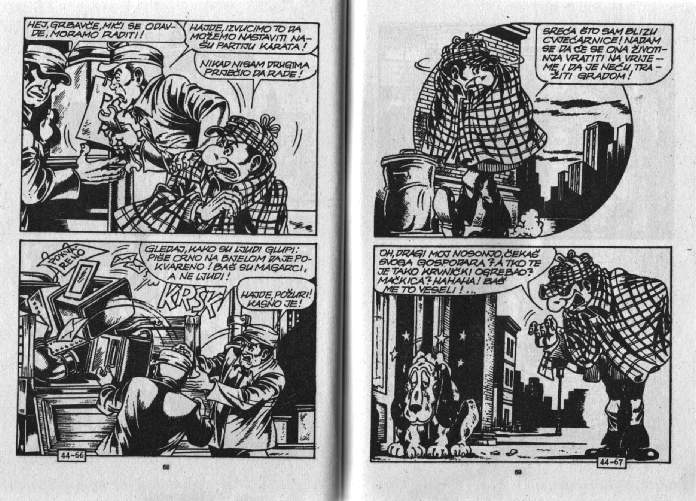 HEJ, GRBAVČE, MIČI SE ODAV-
DE, MORAMO RADITI!
HAJDE, IZVUCIMO TO DA
MOŽEMO NASTAVITI NA-
ŠU PARTIJU KARATA!
NIKAD NISAM DRUGIMA
PRIJEČIO DA RADE!
GLEDAJ, KAKO SU LJUDI GLUPI:
PIŠE CRNO NA BIJELOM DA JE PO-
KVARENO! BAŠ SU MAGARCI,
A NE LJUDI!
KRSK!
HAJDE, POŽURI!
KASNO JE!
44-66
68
SREĆA ŠTO SAM BLIZU
CVJEĆARNICE! NADAM
SE DA ĆE SE ONA ŽIVOTI-
NJA VRATITI NA VRIJE-
ME I DA JE NEĆU TRA-
ŽITI GRADOM!
OH, DRAGI MOJ NOSONJO, ČEKAŠ
SVOGA GOSPODARA? A TKO TE
JE TAKO KRVNIČKI OGREBAO?
MAČKICA? HAHAHA! BAŠ
ME TO VESELI!...
44-67
69